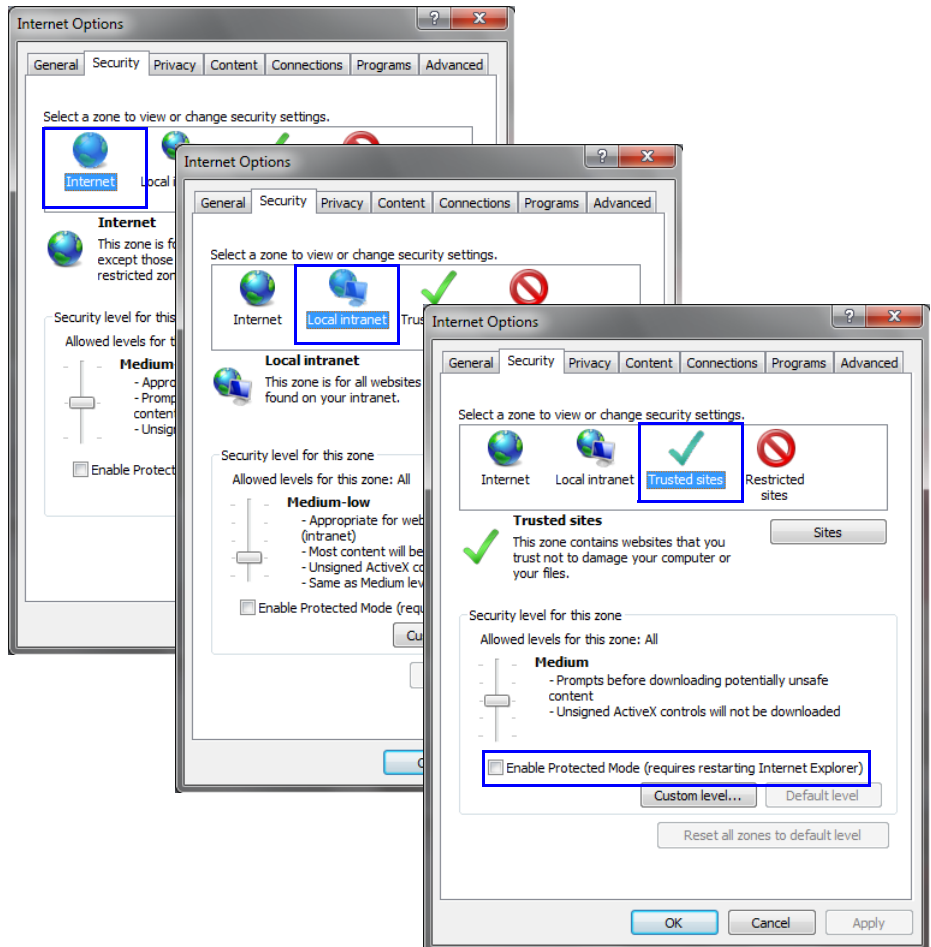 Internet Options
General Security Privacy Content Connections Programs Advanced
Select a zone to view or change security settings.
Internet Local i
Internet
This zone is fo
except those
restricted zon
Security level for this
Allowed levels for t
Medium-
- Appro
- Promp
content
- Unsig
Enable Protect
Internet Options
General Security Privacy Content Connections Programs Advanced
Select a zone to view or change security settings.
Internet Local intranet Trus
Local intranet
This zone is for all websites
found on your intranet.
Security level for this zone
Allowed levels for this zone: All
Medium-low
- Appropriate for web
(intranet)
- Most content will be
- Unsigned ActiveX co
- Same as Medium lev
Enable Protected Mode (requ
Cu
Internet Options
General Security Privacy Content Connections Programs Advanced
Select a zone to view or change security settings.
Internet Local intranet Trusted sites Restricted
sites
Trusted sites
This zone contains websites that you
trust not to damage your computer or
your files.
Sites
Security level for this zone
Allowed levels for this zone: All
Medium
- Prompts before downloading potentially unsafe
content
- Unsigned ActiveX controls will not be downloaded
Enable Protected Mode (requires restarting Internet Explorer)
Custom level... Default level
Reset all zones to default level
OK Cancel Apply